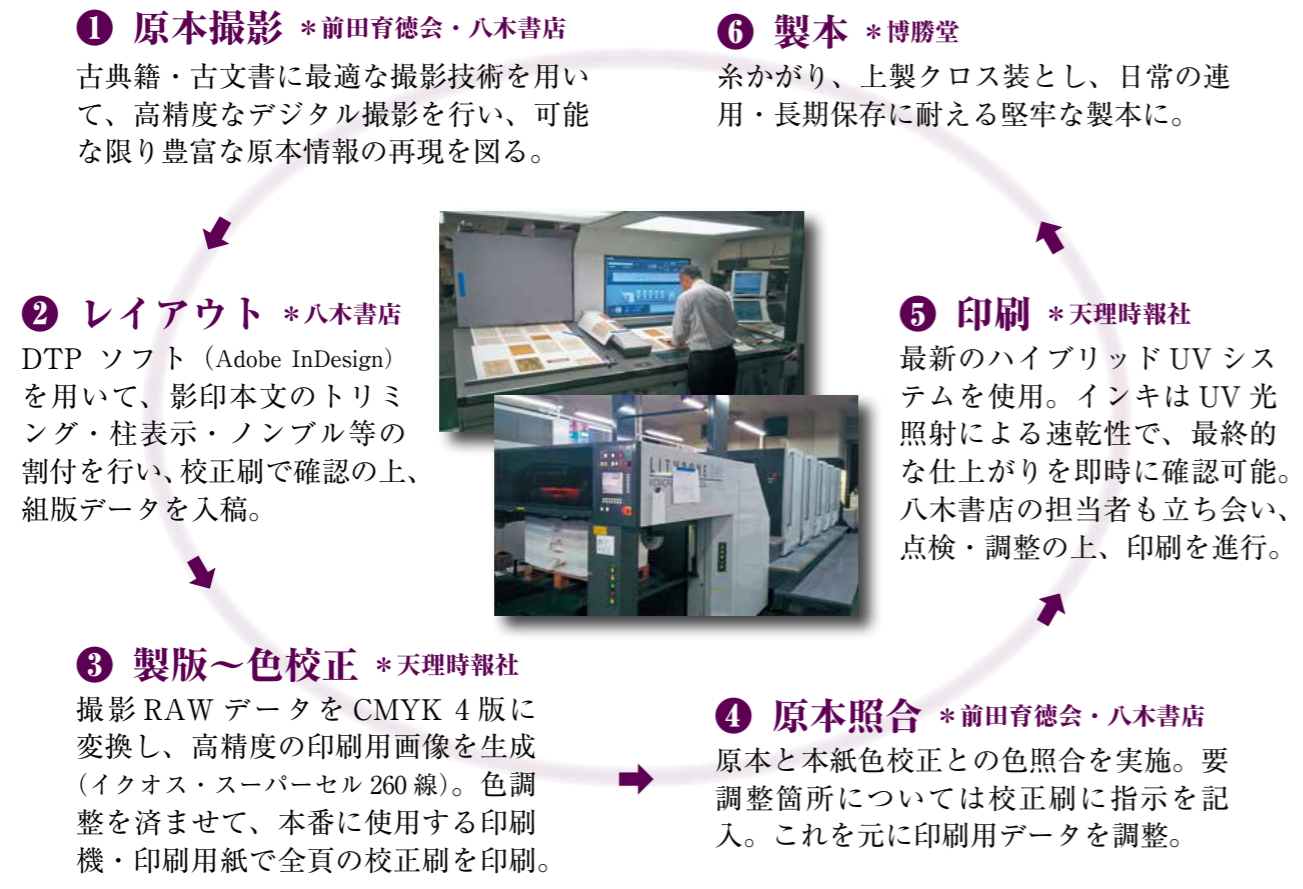 ❶ 原本撮影 ＊前田育徳会・八木書店
古典籍・古文書に最適な撮影技術を用い
て、高精度なデジタル撮影を行い、可能
な限り豊富な原本情報の再現を図る。
❷ レイアウト ＊八木書店
DTP ソフト（Adobe InDesign）
を用いて、影印本文のトリミ
ング・柱表示・ノンブル等の
割付を行い、校正刷で確認の上、
組版データを入稿。
❸ 製版～色校正 ＊天理時報社
撮影 RAW データを CMYK 4 版に
変換し、高精度の印刷用画像を生成
（イクオス・スーパーセル 260 線）。色調
整を済ませて、本番に使用する印刷
機・印刷用紙で全頁の校正刷を印刷。
❹ 原本照合 ＊前田育徳会・八木書店
原本と本紙色校正との色照合を実施。要
調整箇所については校正刷に指示を記
入。これを元に印刷用データを調整。
❺ 印刷 ＊天理時報社
最新のハイブリッド UV シス
テムを使用。インキは UV 光
照射による速乾性で、最終的
な仕上がりを即時に確認可能。
八木書店の担当者も立ち会い、
点検・調整の上、印刷を進行。
❻ 製本 ＊博勝堂
糸かがり、上製クロス装とし、日常の連
用・長期保存に耐える堅牢な製本に。
LITHRONE